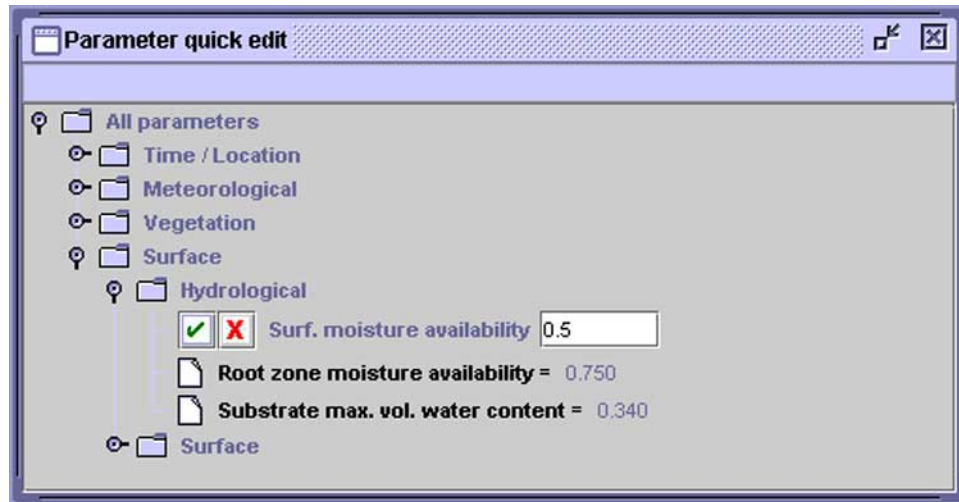 Parameter quick edit
All parameters
Time / Location
Meteorological
Vegetation
Surface
Hydrological
Surf. moisture availability 0.5
Root zone moisture availability = 0.750
Substrate max. vol. water content = 0.340
Surface